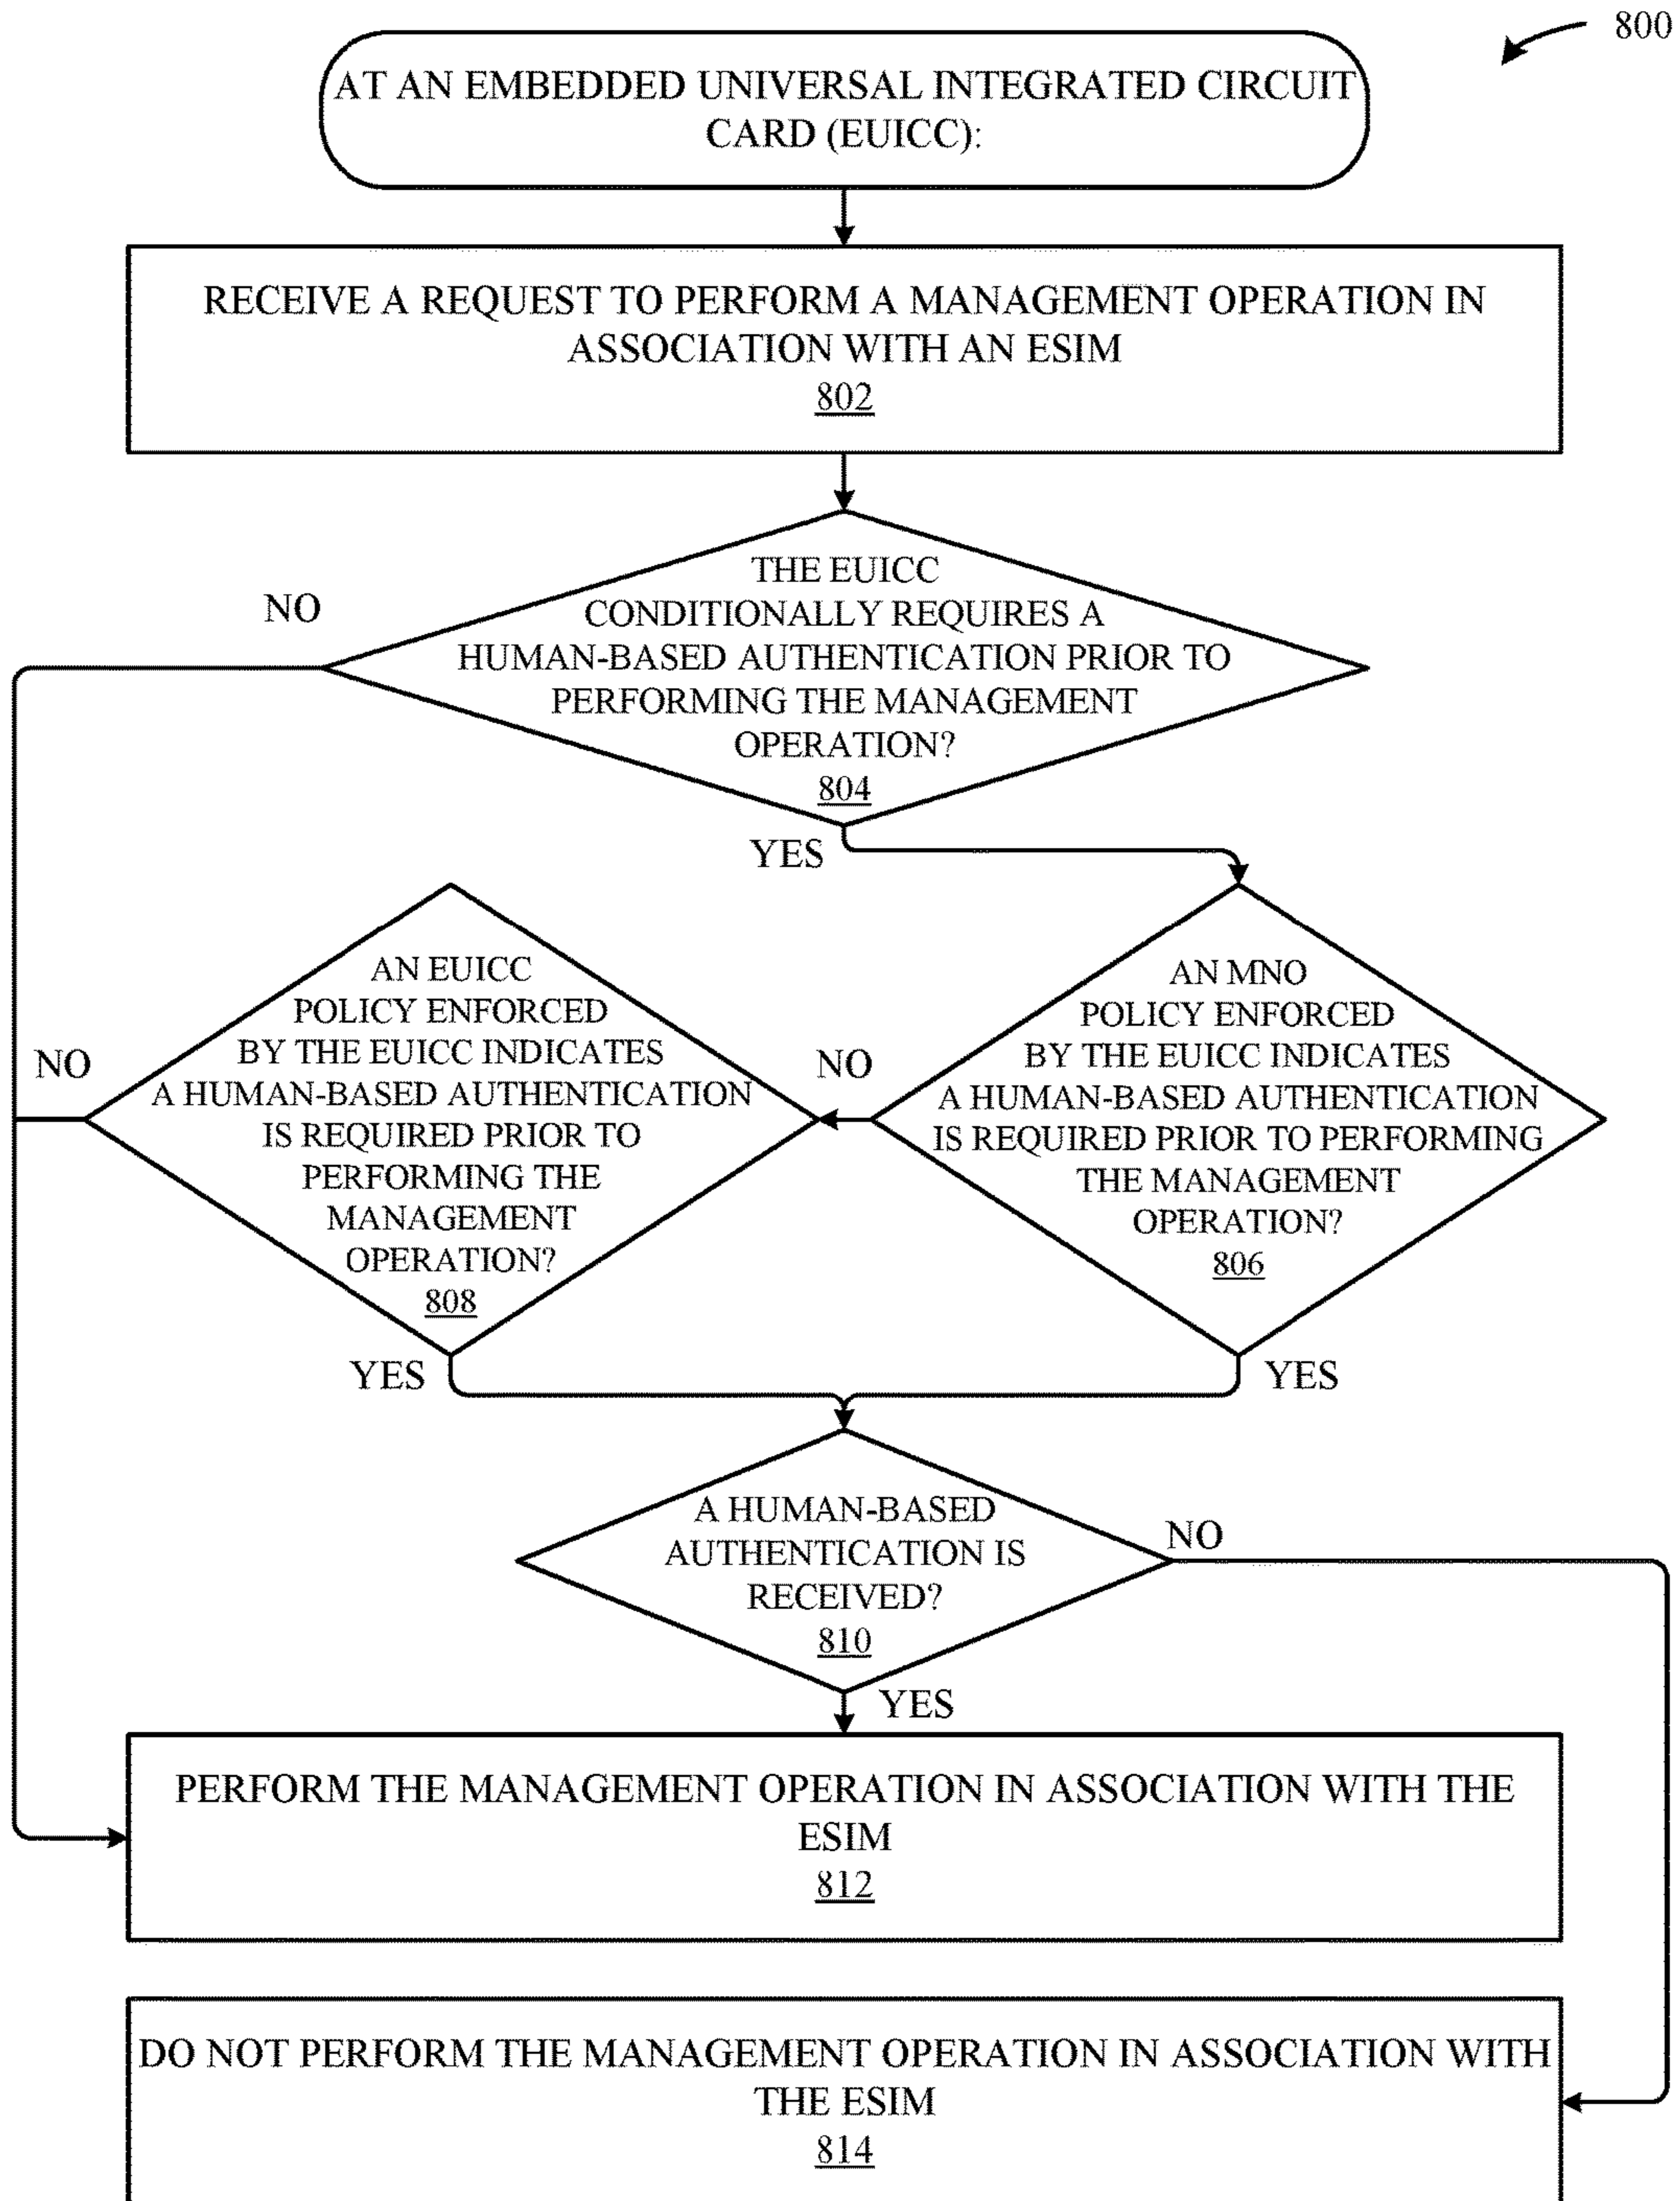 800
AT AN EMBEDDED UNIVERSAL INTEGRATED CIRCUIT
CARD (EUICC):
RECEIVE A REQUEST TO PERFORM A MANAGEMENT OPERATION IN
ASSOCIATION WITH AN ESIM
802
THE EUICC
CONDITIONALLY REQUIRES A
HUMAN-BASED AUTHENTICATION PRIOR TO
PERFORMING THE MANAGEMENT
OPERATION?
804
NO
YES
AN MNO
POLICY ENFORCED
BY THE EUICC INDICATES
A HUMAN-BASED AUTHENTICATION
IS REQUIRED PRIOR TO PERFORMING
THE MANAGEMENT
OPERATION?
806
NO
YES
AN EUICC
POLICY ENFORCED
BY THE EUICC INDICATES
A HUMAN-BASED AUTHENTICATION
IS REQUIRED PRIOR TO
PERFORMING THE
MANAGEMENT
OPERATION?
808
NO
YES
A HUMAN-BASED
AUTHENTICATION IS
RECEIVED?
810
NO
YES
PERFORM THE MANAGEMENT OPERATION IN ASSOCIATION WITH THE
ESIM
812
DO NOT PERFORM THE MANAGEMENT OPERATION IN ASSOCIATION WITH
THE ESIM
814